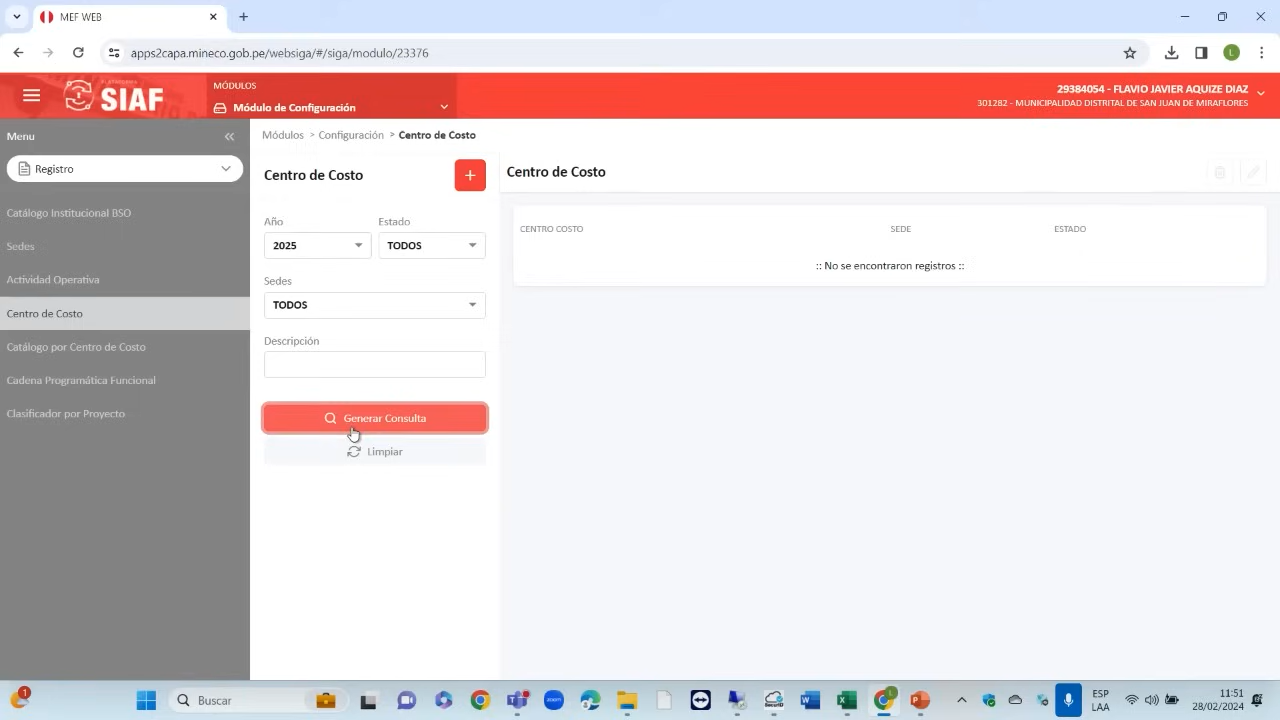 MEF WEB
apps2capa.mineco.gob.pe/websiga/#/siga/modulo/23376
L
SIAF
MÓDULOS
Módulo de Configuración
29384054 - FLAVIO JAVIER AQUIZE DIAZ
301282 - MUNICIPALIDAD DISTRITAL DE SAN JUAN DE MIRAFLORES
Menu
Registro
Catálogo Institucional BSO
Sedes
Actividad Operativa
Centro de Costo
Catálogo por Centro de Costo
Cadena Programática Funcional
Clasificador por Proyecto
Módulos > Configuración > Centro de Costo
Centro de Costo
Año
Estado
2025
TODOS
Sedes
TODOS
Descripción
Generar Consulta
Limpiar
Centro de Costo
CENTRO COSTO SEDE ESTADO
:: No se encontraron registros ::
1
Buscar
zoom
ESP
LAA
11:51
28/02/2024